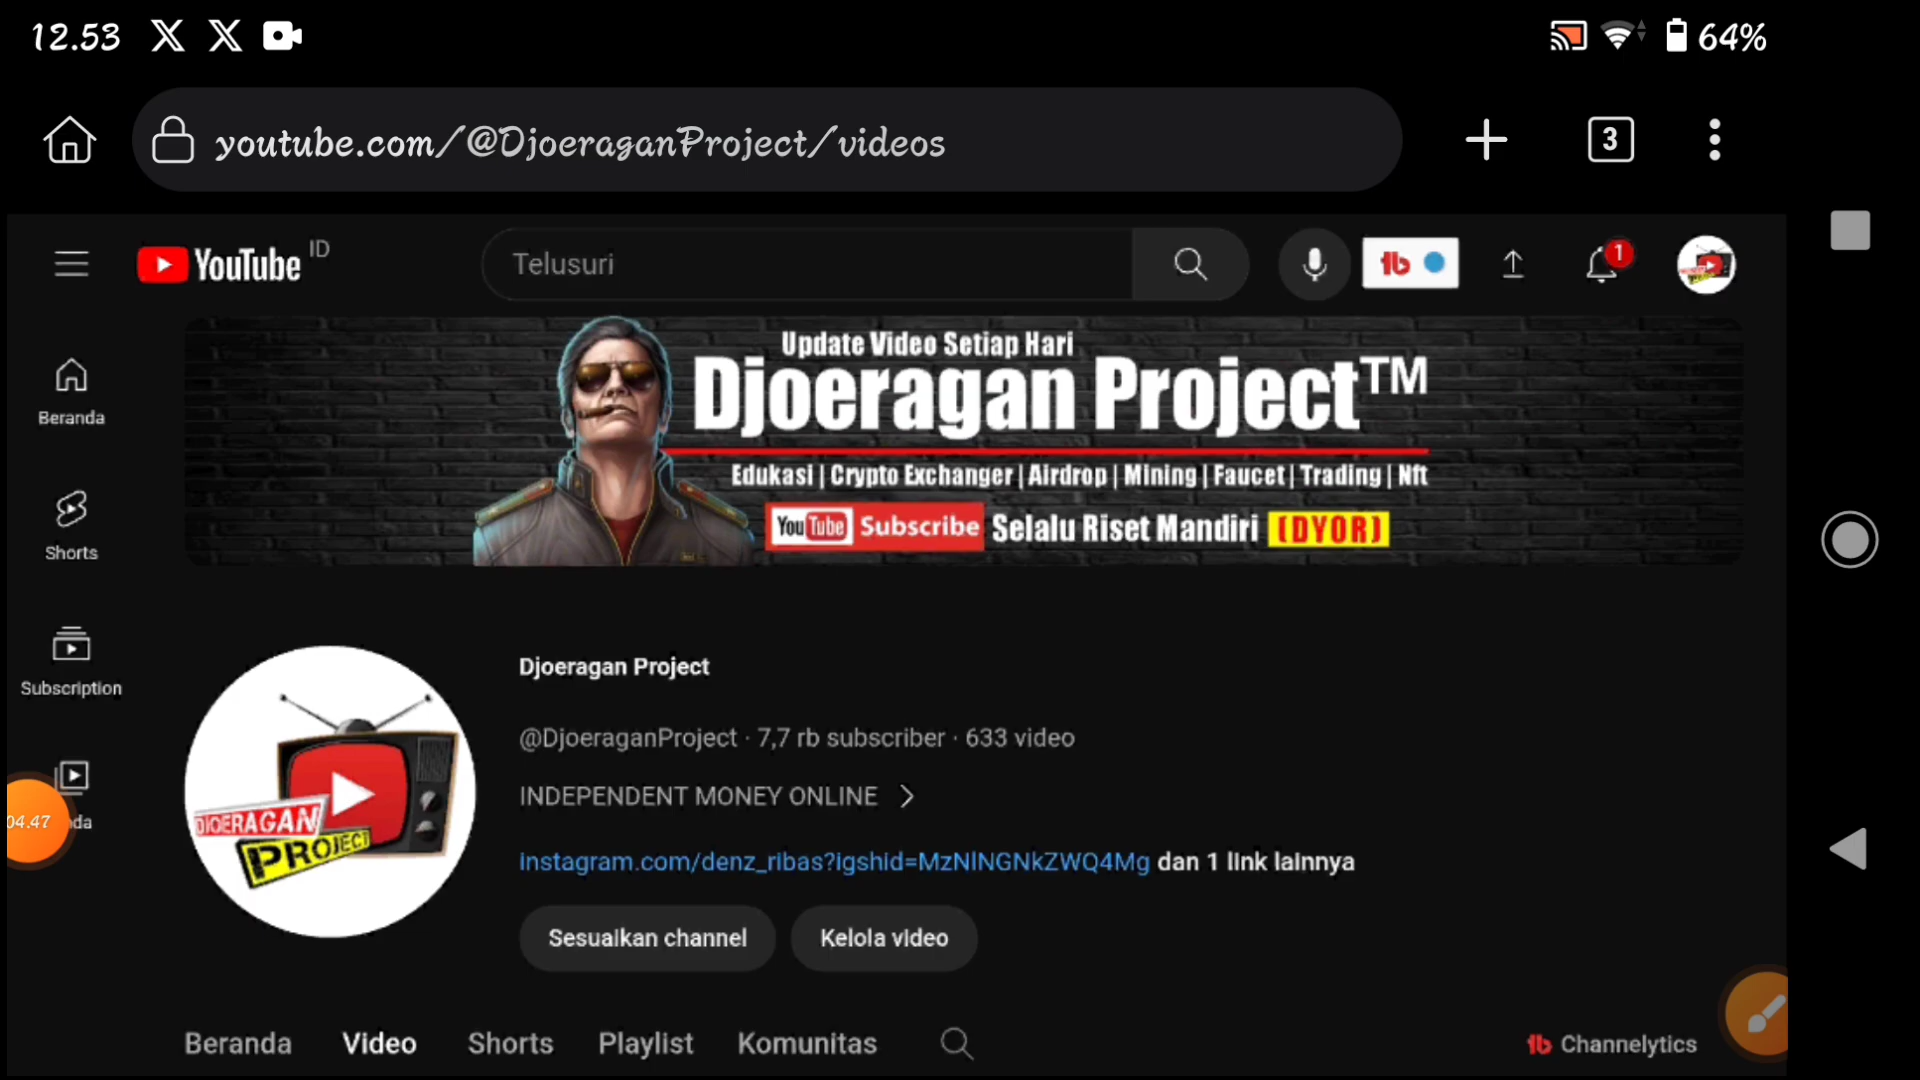 12.53
64%
youtube.com/@DjoeraganProject/videos
3
YouTube ID
Telusuri
1
Update Video Setiap Hari
Djoeragan Project™
Edukasi | Crypto Exchanger | Airdrop | Mining | Faucet | Trading | Nft
YouTube Subscribe Selalu Riset Mandiri (DYOR)
Beranda
Shorts
Subscription
04.47
da
DJOERAGAN
PROJECT
Djoeragan Project
@DjoeraganProject · 7,7 rb subscriber · 633 video
INDEPENDENT MONEY ONLINE
instagram.com/denz_ribas?igshid=MzNlNGNkZWQ4Mg dan 1 link lainnya
Sesuaikan channel
Kelola video
Beranda
Video
Shorts
Playlist
Komunitas
Channelytics